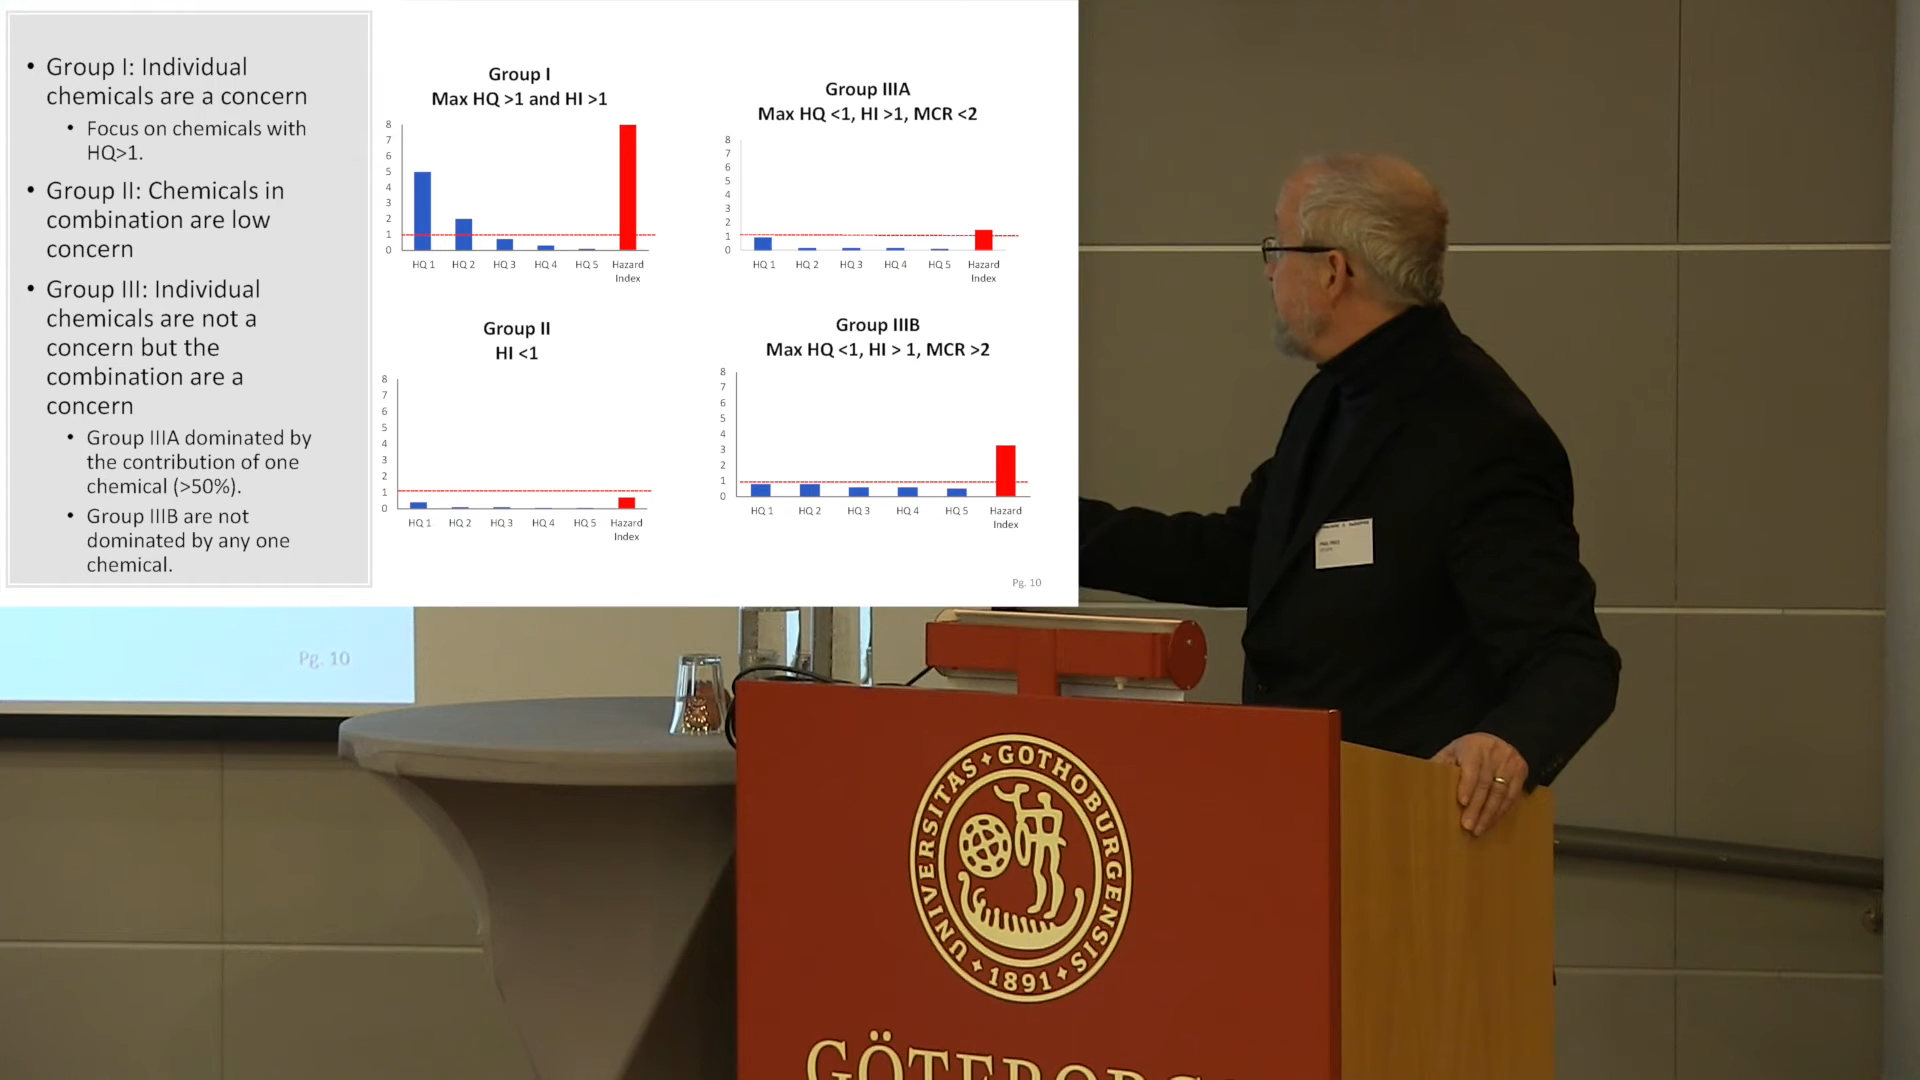 • Group I: Individual
chemicals are a concern
• Focus on chemicals with
HQ>1.
• Group II: Chemicals in
combination are low
concern
• Group III: Individual
chemicals are not a
concern but the
combination are a
concern
• Group IIIA dominated by
the contribution of one
chemical (>50%).
• Group IIIB are not
dominated by any one
chemical.
Group I
Max HQ >1 and HI >1
8
7
6
5
4
3
2
1
0
HQ 1 HQ 2 HQ 3 HQ 4 HQ 5 Hazard
Index
Group IIIA
Max HQ <1, HI >1, MCR <2
8
7
6
5
4
3
2
1
0
HQ 1 HQ 2 HQ 3 HQ 4 HQ 5 Hazard
Index
Group II
HI <1
8
7
6
5
4
3
2
1
0
HQ 1 HQ 2 HQ 3 HQ 4 HQ 5 Hazard
Index
Group IIIB
Max HQ <1, HI > 1, MCR >2
8
7
6
5
4
3
2
1
0
HQ 1 HQ 2 HQ 3 HQ 4 HQ 5 Hazard
Index
Pg. 10
Pg. 10
UNIVERSITAS GOTHOBURGENSIS
1891